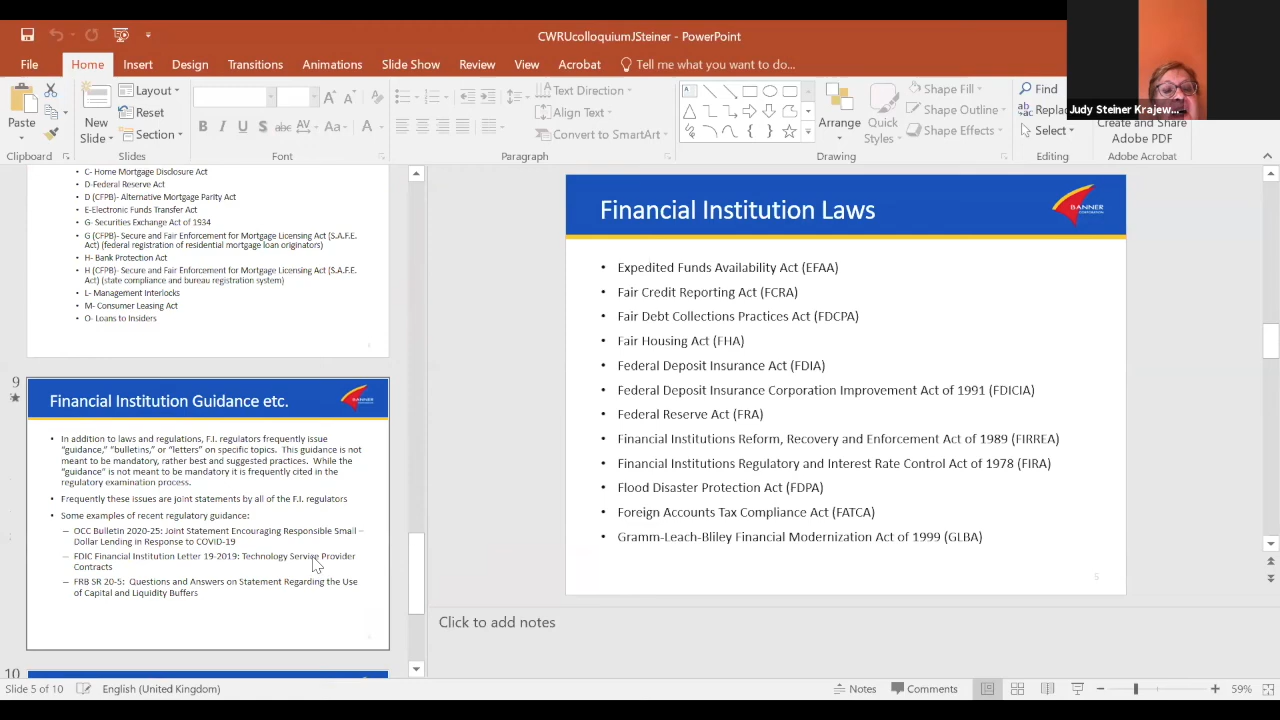 CWRUcolloquiumJSteiner - PowerPoint
File Home Insert Design Transitions Animations Slide Show Review View Acrobat Tell me what you want to do...
Judy Steiner Krajew...
Paste
New
Slide
Layout
Reset
Section
Text Direction
Align Text
Convert to SmartArt
Arrange
Quick
Styles
Shape Fill
Shape Outline
Shape Effects
Find
Select
Create and Share
Adobe PDF
Clipboard Slides Font Paragraph Drawing Editing Adobe Acrobat
C- Home Mortgage Disclosure Act
D-Federal Reserve Act
D (CFPB)- Alternative Mortgage Parity Act
E-Electronic Funds Transfer Act
G- Securities Exchange Act of 1934
G (CFPB)- Secure and Fair Enforcement for Mortgage Licensing Act (S.A.F.E.
Act) (federal registration of residential mortgage loan originators)
H- Bank Protection Act
H (CFPB)- Secure and Fair Enforcement for Mortgage Licensing Act (S.A.F.E.
Act) (state compliance and bureau registration system)
L- Management Interlocks
M- Consumer Leasing Act
O- Loans to Insiders
9
Financial Institution Guidance etc.
In addition to laws and regulations, F.I. regulators frequently issue
“guidance,” “bulletins,” or “letters” on specific topics. This guidance is not
meant to be mandatory, rather best and suggested practices. While the
“guidance” is not meant to be mandatory it is frequently cited in the
regulatory examination process.
Frequently these issues are joint statements by all of the F.I. regulators
Some examples of recent regulatory guidance:
– OCC Bulletin 2020-25: Joint Statement Encouraging Responsible Small –
Dollar Lending in Response to COVID-19
– FDIC Financial Institution Letter 19-2019: Technology Service Provider
Contracts
– FRB SR 20-5: Questions and Answers on Statement Regarding the Use
of Capital and Liquidity Buffers
10
Financial Institution Laws
BANNER
CORPORATION
• Expedited Funds Availability Act (EFAA)
• Fair Credit Reporting Act (FCRA)
• Fair Debt Collections Practices Act (FDCPA)
• Fair Housing Act (FHA)
• Federal Deposit Insurance Act (FDIA)
• Federal Deposit Insurance Corporation Improvement Act of 1991 (FDICIA)
• Federal Reserve Act (FRA)
• Financial Institutions Reform, Recovery and Enforcement Act of 1989 (FIRREA)
• Financial Institutions Regulatory and Interest Rate Control Act of 1978 (FIRA)
• Flood Disaster Protection Act (FDPA)
• Foreign Accounts Tax Compliance Act (FATCA)
• Gramm-Leach-Bliley Financial Modernization Act of 1999 (GLBA)
5
Click to add notes
Slide 5 of 10 English (United Kingdom) Notes Comments 59%